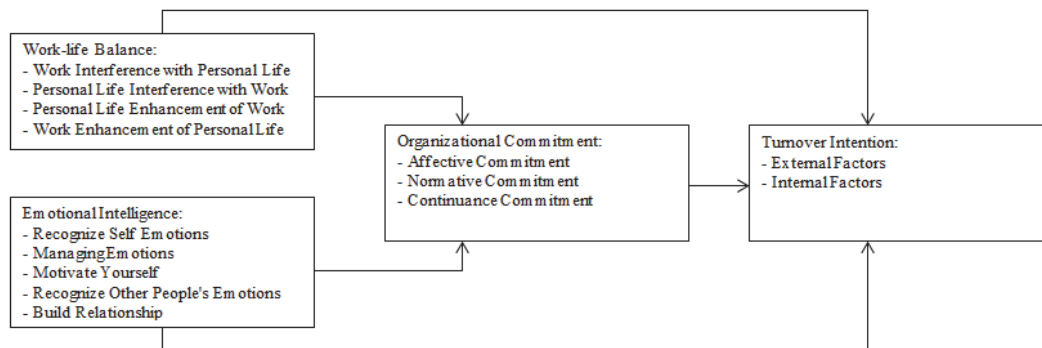 Work-life Balance:
- Work Interference with Personal Life
- Personal Life Interference with Work
- Personal Life Enhancement of Work
- Work Enhancement of Personal Life
Organizational Commitment:
- Affective Commitment
- Normative Commitment
- Continuance Commitment
Turnover Intention:
- External Factors
- Internal Factors
Emotional Intelligence:
- Recognize Self Emotions
- Managing Emotions
- Motivate Yourself
- Recognize Other People's Emotions
- Build Relationship